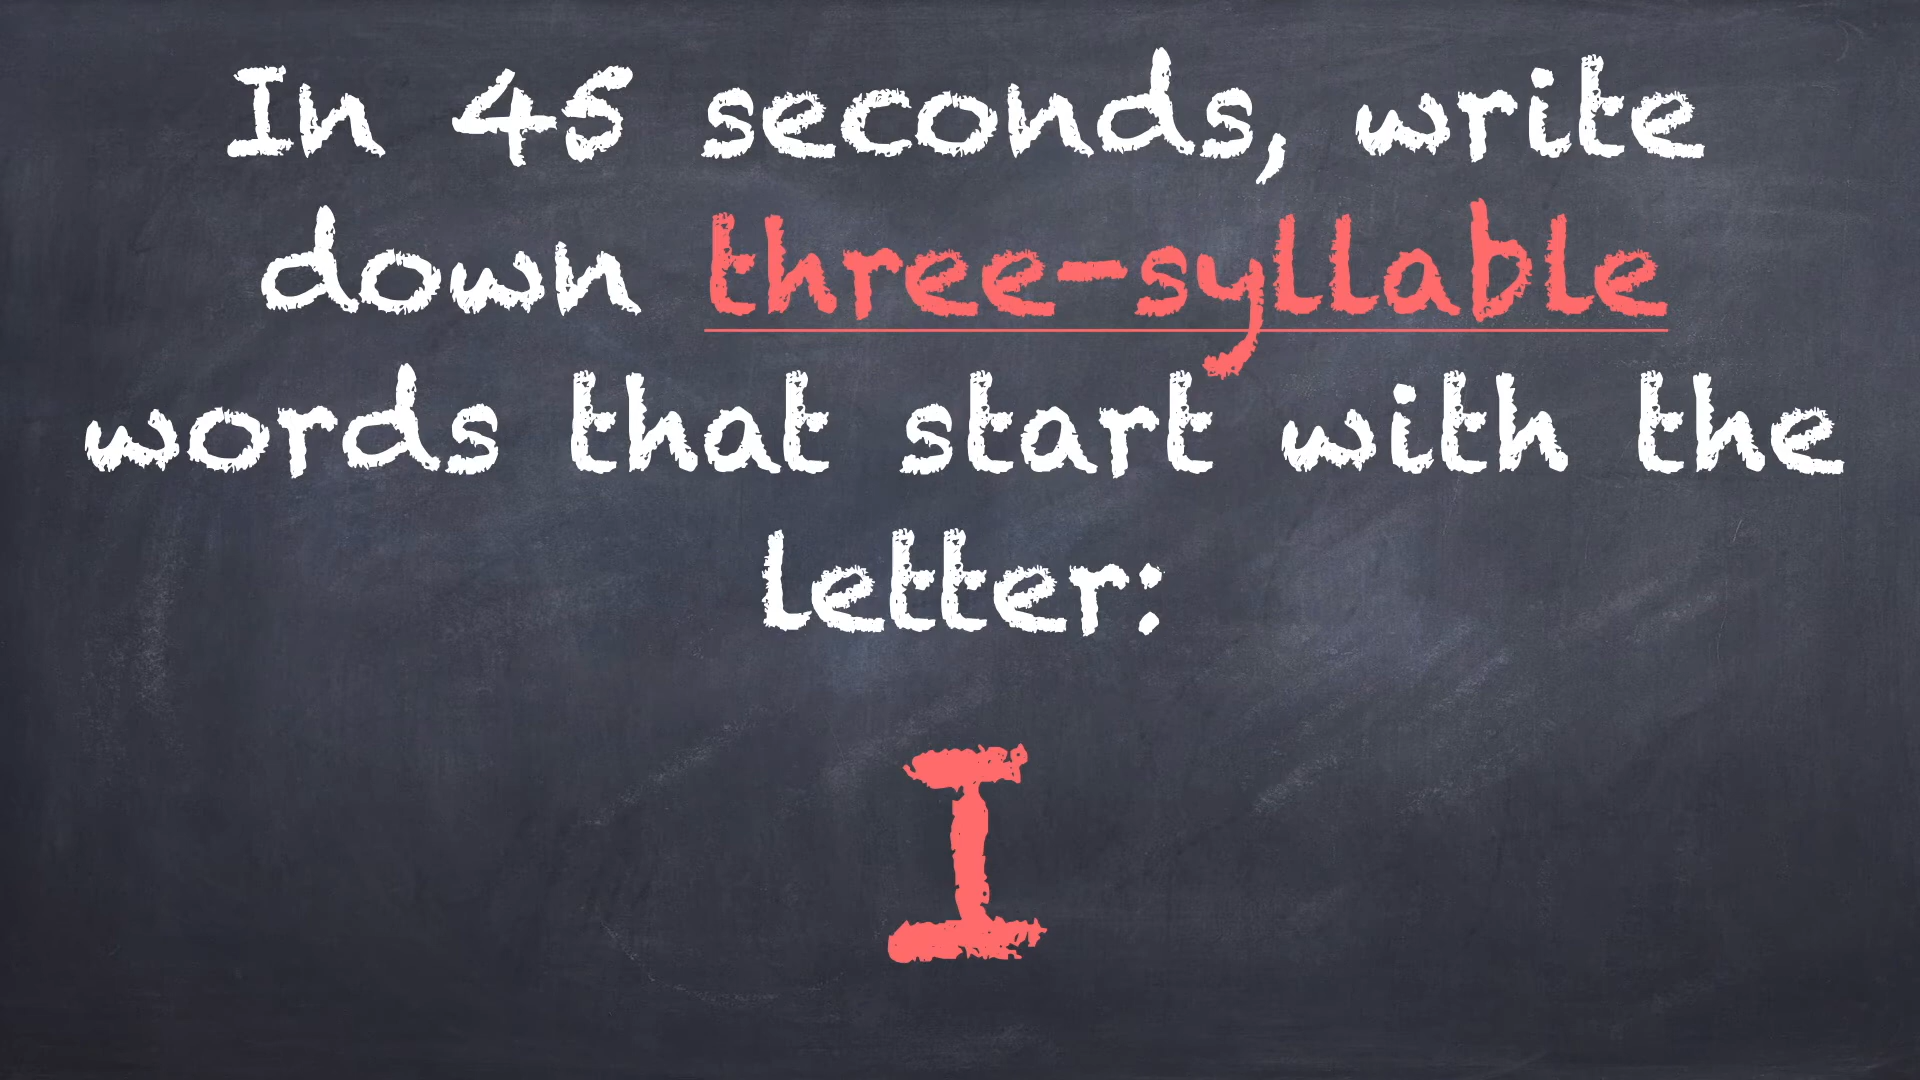 In 45 seconds, write
down three-syllable
words that start with the
letter:
I